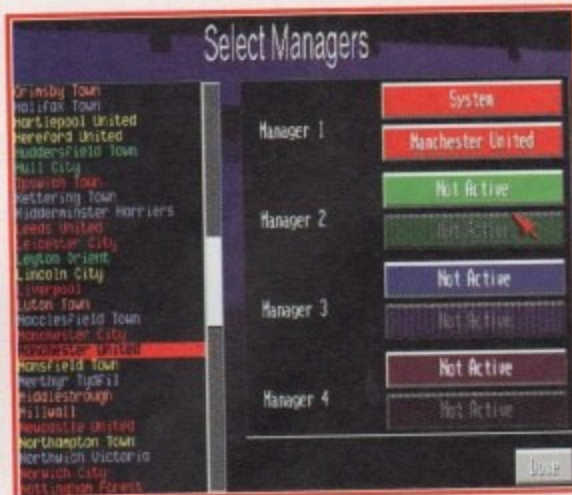 Select Managers
Grimsby Town
Halifax Town
Hartlepool United
Hereford United
Huddersfield Town
Hull City
Ipswich Town
Kettering Town
Kidderminster Harriers
Leeds United
Leicester City
Leyton Orient
Lincoln City
Liverpool
Luton Town
Macclesfield Town
Manchester City
Manchester United
Mansfield Town
Merthyr Tydfil
Middlesbrough
Millwall
Newcastle United
Northampton Town
Northwich Victoria
Norwich City
Nottingham Forest
Manager 1
System
Manchester United
Manager 2
Not Active
Not Active
Manager 3
Not Active
Not Active
Manager 4
Not Active
Not Active
Done